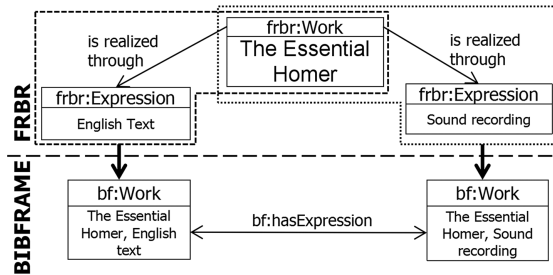 frbr:Work
The Essential
Homer
is realized
through
is realized
through
frbr:Expression
English Text
frbr:Expression
Sound recording
FRBR
BIBFRAME
bf:Work
The Essential
Homer, English
text
bf:hasExpression
bf:Work
The Essential
Homer, Sound
recording